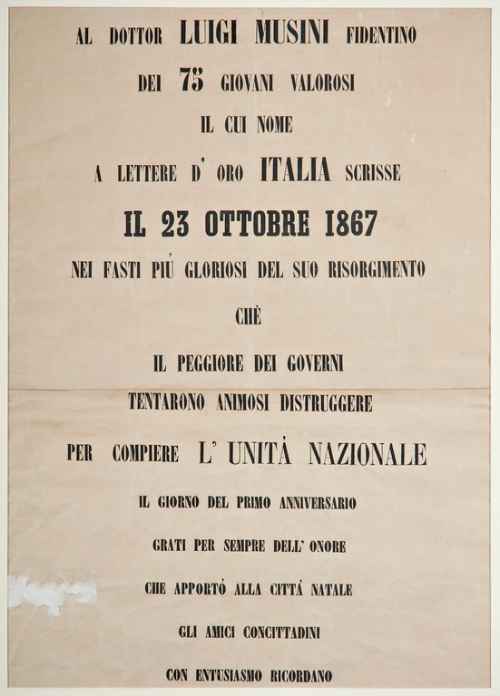 AL DOTTOR LUIGI MUSINI FIDENTINO
DEI 75 GIOVANI VALOROSI
IL CUI NOME
A LETTERE D' ORO ITALIA SCRISSE
IL 23 OTTOBRE 1867
NEI FASTI PIÚ GLORIOSI DEL SUO RISORGIMENTO
CHÈ
IL PEGGIORE DEI GOVERNI
TENTARONO ANIMOSI DISTRUGGERE
PER COMPIERE L' UNITÀ NAZIONALE
IL GIORNO DEL PRIMO ANNIVERSARIO
GRATI PER SEMPRE DELL' ONORE
CHE APPORTÓ ALLA CITTÁ NATALE
GLI AMICI CONCITTADINI
CON ENTUSIASMO RICORDANO